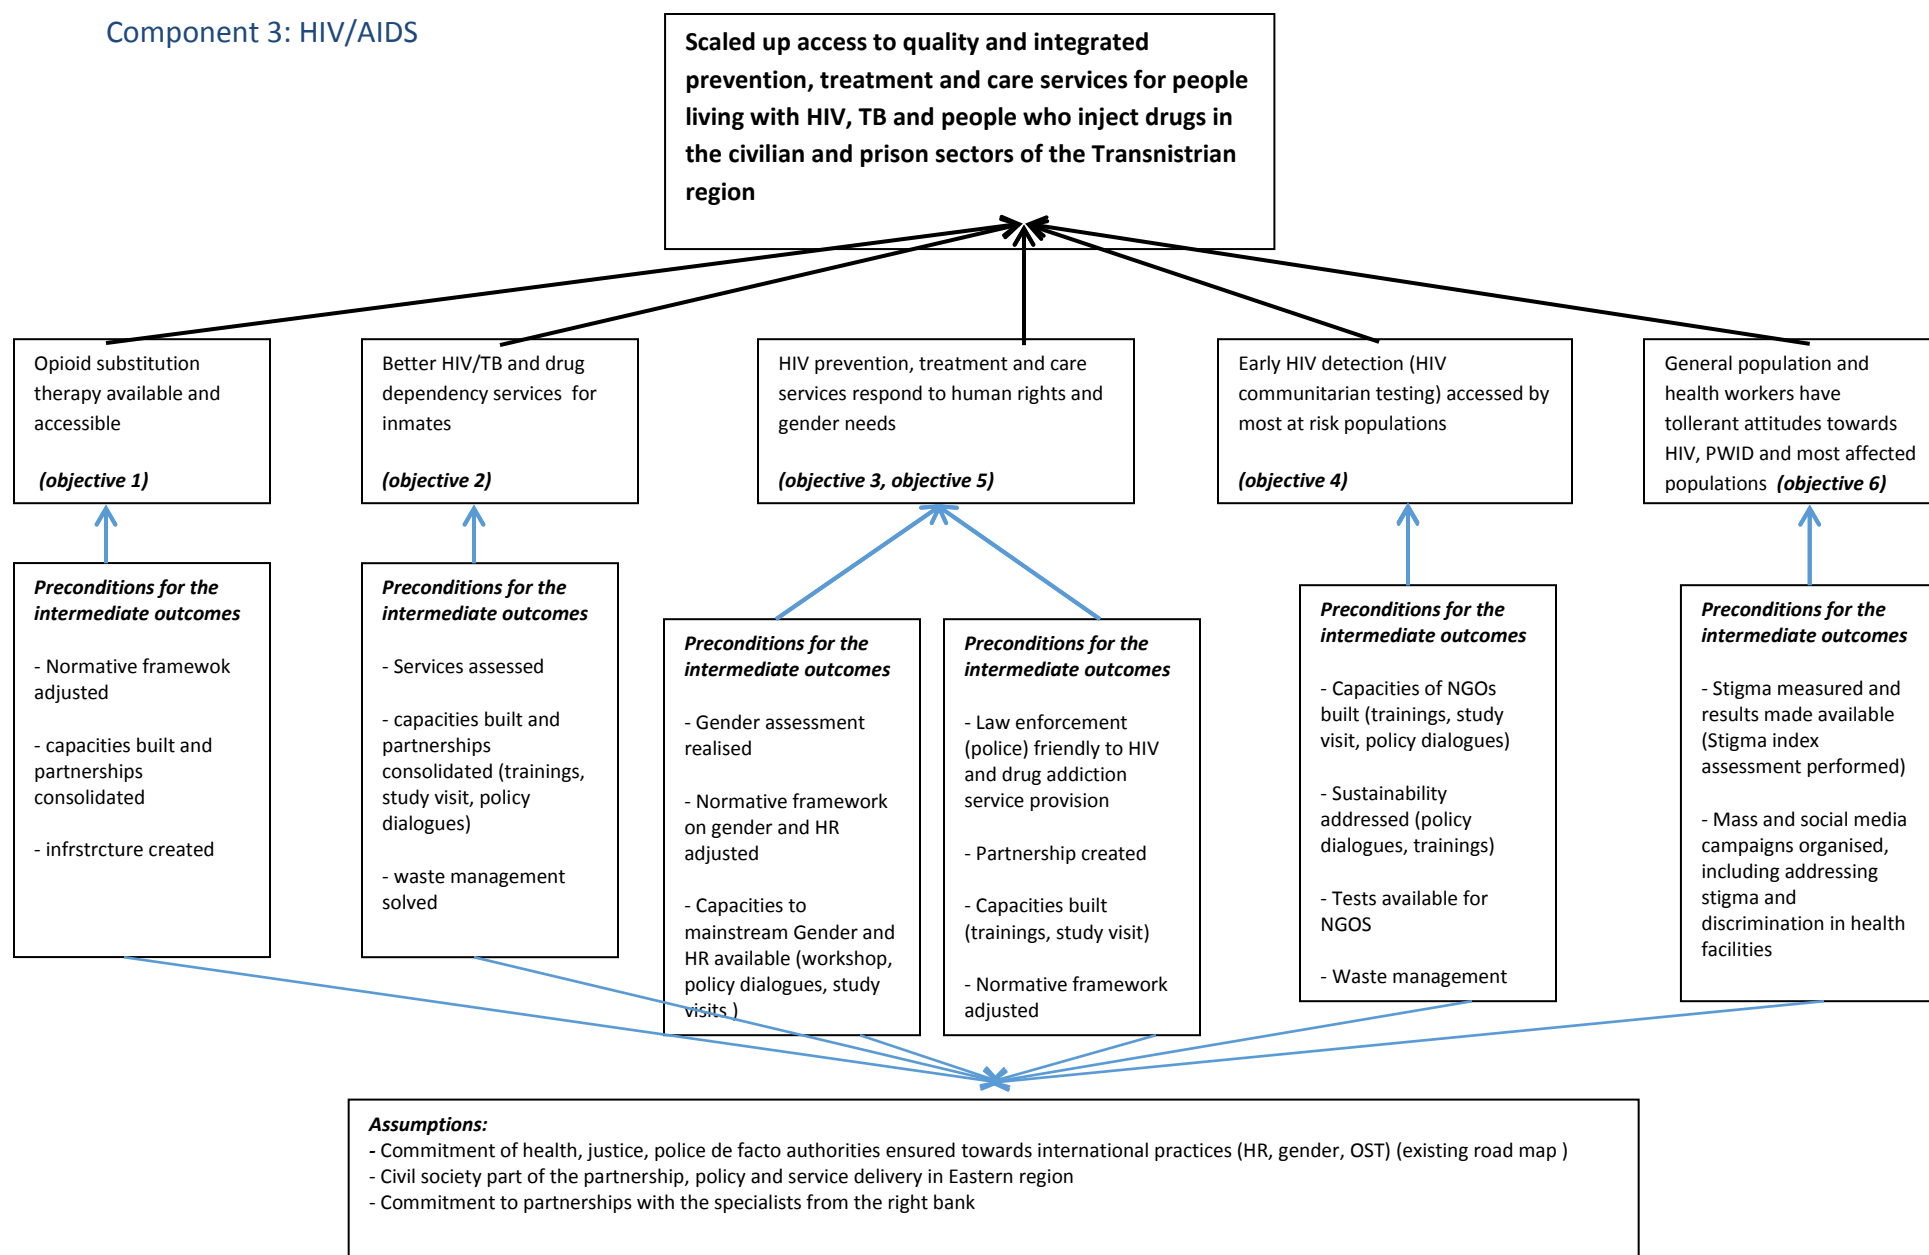 Component 3: HIV/AIDS
Scaled up access to quality and integrated
prevention, treatment and care services for people
living with HIV, TB and people who inject drugs in
the civilian and prison sectors of the Transnistrian
region
Opioid substitution
therapy available and
accessible
(objective 1)
Better HIV/TB and drug
dependency services for
inmates
(objective 2)
HIV prevention, treatment and care
services respond to human rights and
gender needs
(objective 3, objective 5)
Early HIV detection (HIV
communitarian testing) accessed by
most at risk populations
(objective 4)
General population and
health workers have
tollerant attitudes towards
HIV, PWID and most affected
populations (objective 6)
Preconditions for the
intermediate outcomes
- Normative framewok
adjusted
- capacities built and
partnerships
consolidated
- infrstrcture created
Preconditions for the
intermediate outcomes
- Services assessed
- capacities built and
partnerships
consolidated (trainings,
study visit, policy
dialogues)
- waste management
solved
Preconditions for the
intermediate outcomes
- Gender assessment
realised
- Normative framework
on gender and HR
adjusted
- Capacities to
mainstream Gender and
HR available (workshop,
policy dialogues, study
visits )
Preconditions for the
intermediate outcomes
- Law enforcement
(police) friendly to HIV
and drug addiction
service provision
- Partnership created
- Capacities built
(trainings, study visit)
- Normative framework
adjusted
Preconditions for the
intermediate outcomes
- Capacities of NGOs
built (trainings, study
visit, policy dialogues)
- Sustainability
addressed (policy
dialogues, trainings)
- Tests available for
NGOS
- Waste management
Preconditions for the
intermediate outcomes
- Stigma measured and
results made available
(Stigma index
assessment performed)
- Mass and social media
campaigns organised,
including addressing
stigma and
discrimination in health
facilities
Assumptions:
- Commitment of health, justice, police de facto authorities ensured towards international practices (HR, gender, OST) (existing road map )
- Civil society part of the partnership, policy and service delivery in Eastern region
- Commitment to partnerships with the specialists from the right bank